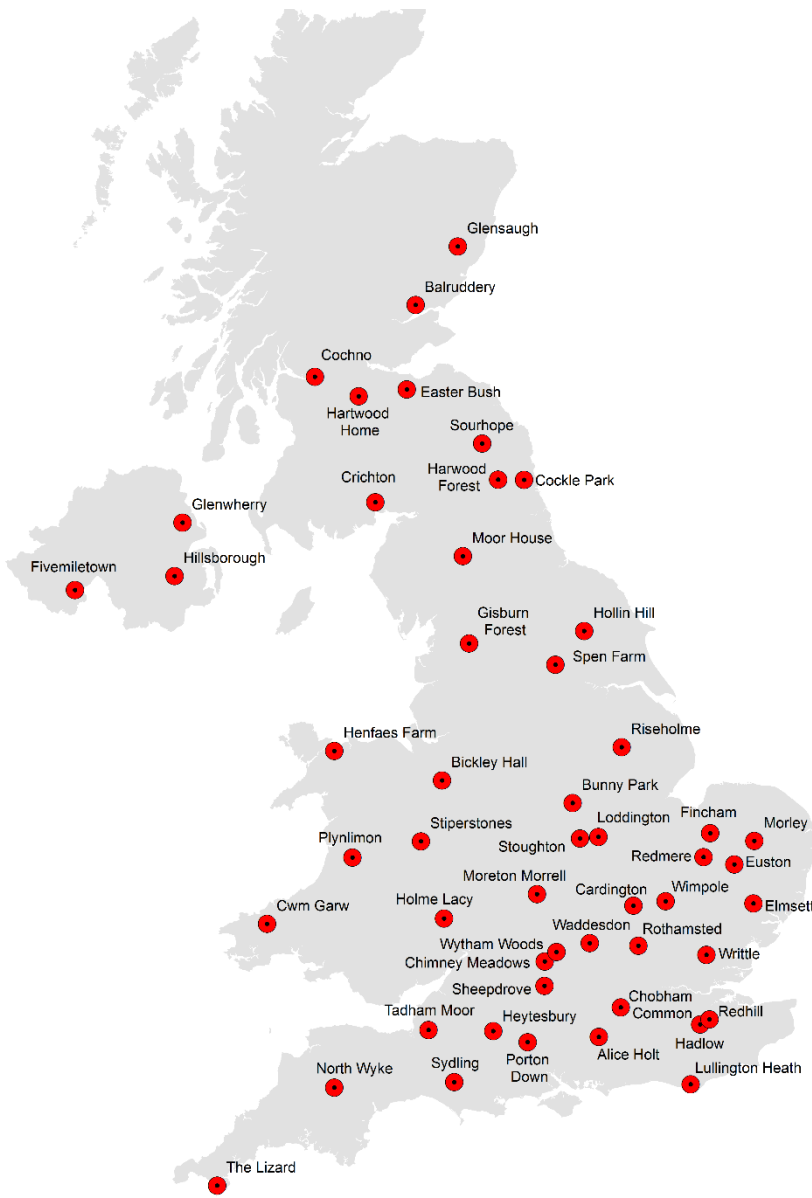 Glensaugh
Balruddery
Cochno
Easter Bush
Hartwood
Home
Sourhope
Harwood
Forest
Cockle Park
Crichton
Glenwherry
Moor House
Hillsborough
Fivemiletown
Gisburn
Forest
Hollin Hill
Spen Farm
Henfaes Farm
Riseholme
Bickley Hall
Bunny Park
Loddington
Fincham
Morley
Stiperstones
Stoughton
Plynlimon
Redmere
Euston
Moreton Morrell
Cardington
Wimpole
Elmsett
Holme Lacy
Cwm Garw
Waddesdon
Rothamsted
Wytham Woods
Writtle
Chimney Meadows
Sheepdrove
Chobham
Common
Redhill
Tadham Moor
Heytesbury
Hadlow
Alice Holt
Porton
Down
North Wyke
Sydling
Lullington Heath
The Lizard